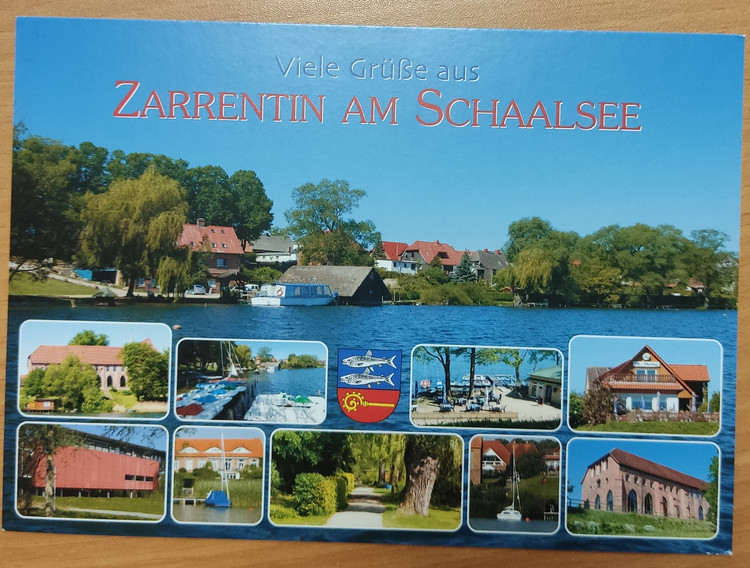 Viele Grüße aus
ZARRENTIN AM SCHAALSEE